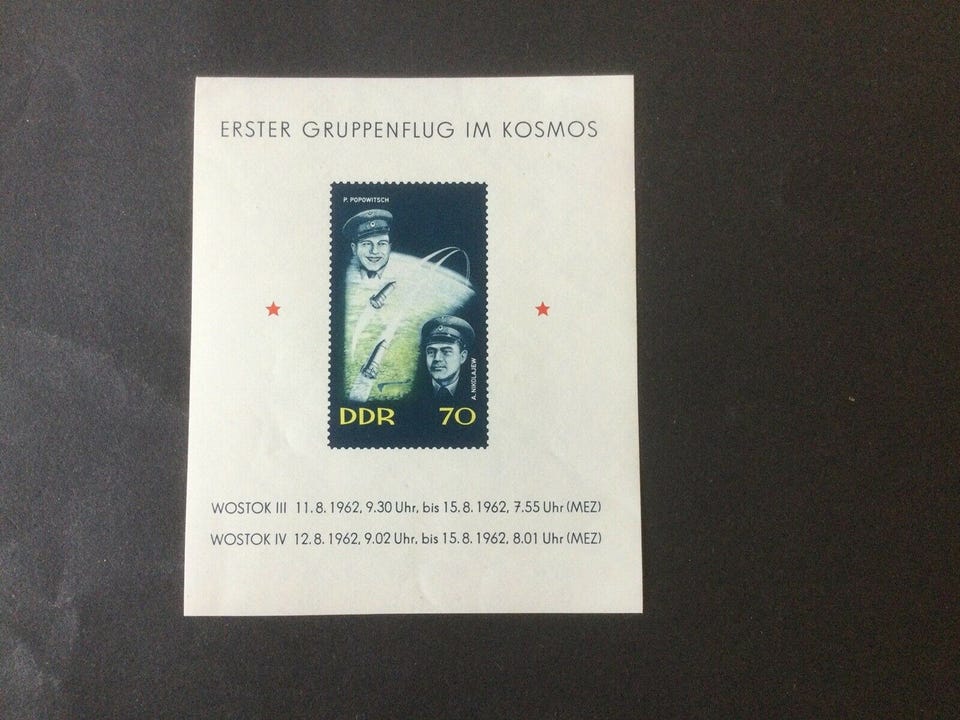 ERSTER GRUPPENFLUG IM KOSMOS
P. POPOWITSCH
A. NIKOLAJEW
DDR 70
WOSTOK III 11.8.1962, 9.30 Uhr, bis 15.8.1962, 7.55 Uhr (MEZ)
WOSTOK IV 12.8.1962, 9.02 Uhr, bis 15.8.1962, 8.01 Uhr (MEZ)